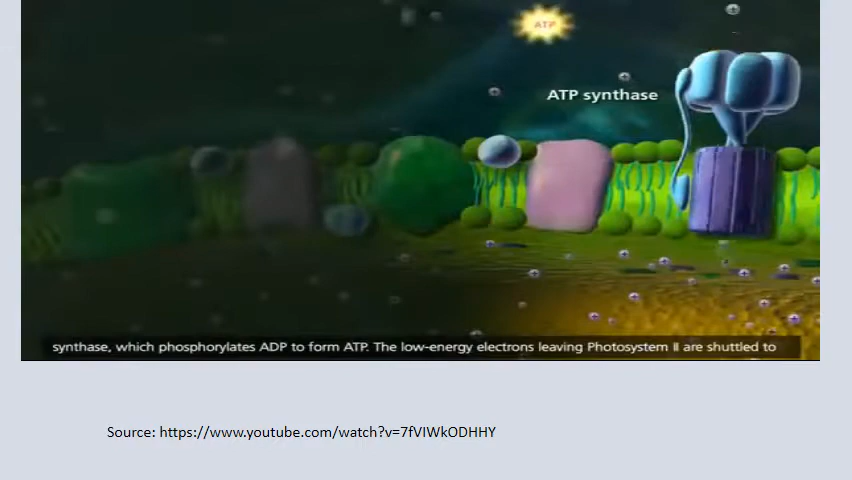 ATP
ATP synthase
synthase, which phosphorylates ADP to form ATP. The low-energy electrons leaving Photosystem II are shuttled to
Source: https://www.youtube.com/watch?v=7fVIWkODHHY